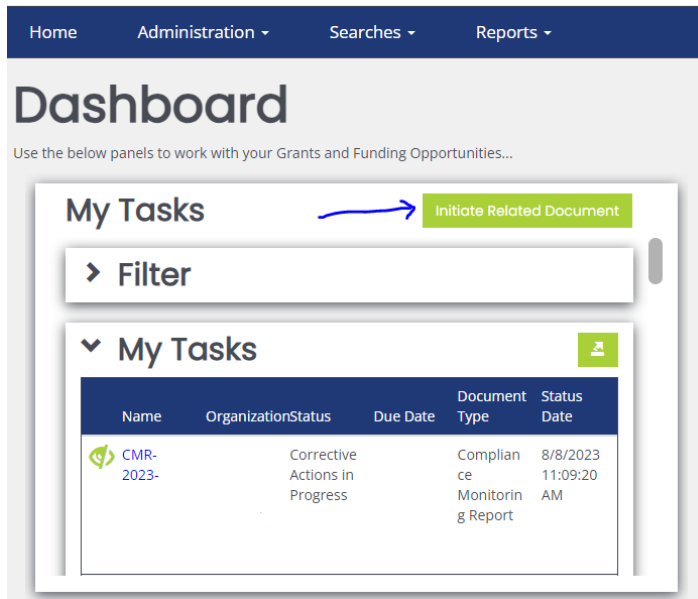 Home Administration Searches Reports
Dashboard
Use the below panels to work with your Grants and Funding Opportunities...
My Tasks Initiate Related Document
Filter
My Tasks
Document Status
Name OrganizationStatus Due Date Type Date
CMR- Corrective Complian 8/8/2023
2023- Actions in ce 11:09:20
Progress Monitorin AM
g Report